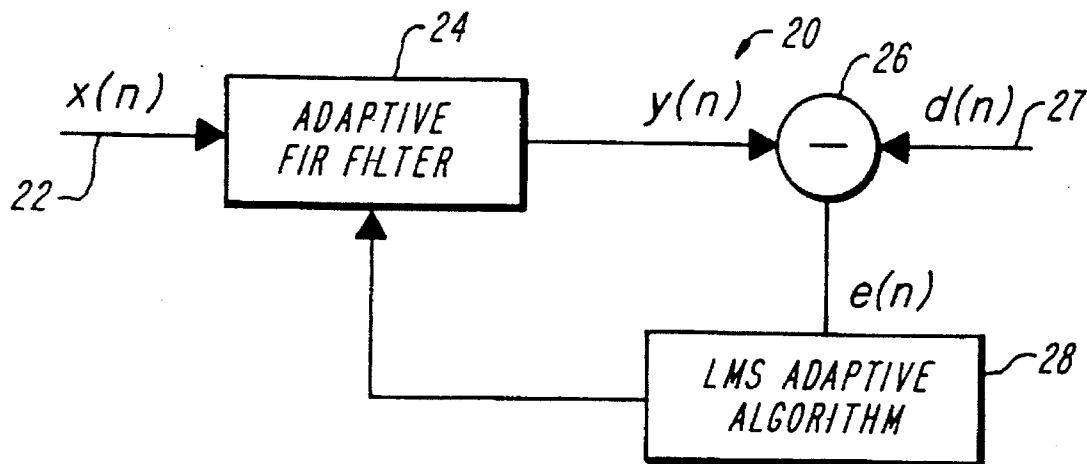 24
20
26
x(n)
ADAPTIVE
FIR FILTER
y(n)
d(n)
27
22
e(n)
LMS ADAPTIVE
ALGORITHM
28